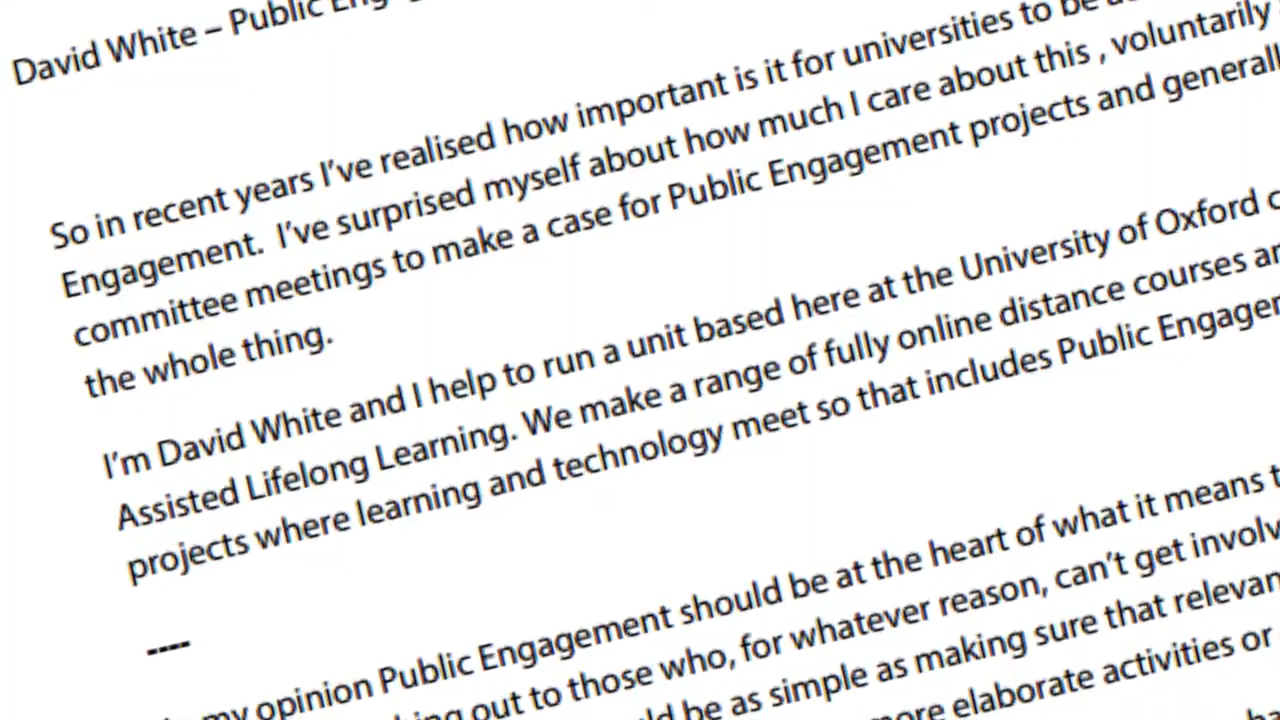 David White – Public
So in recent years I've realised how important is it for universities to be
Engagement.  I've surprised myself about how much I care about this , voluntarily
committee meetings to make a case for Public Engagement projects and
the whole thing.
I'm David White and I help to run a unit based here at the University of Oxford
Assisted Lifelong Learning. We make a range of fully online distance courses
projects where learning and technology meet so that includes Public
----
my opinion Public Engagement should be at the heart of what it means
out to those who, for whatever reason, can't get
be as simple as making sure that
more elaborate activities or